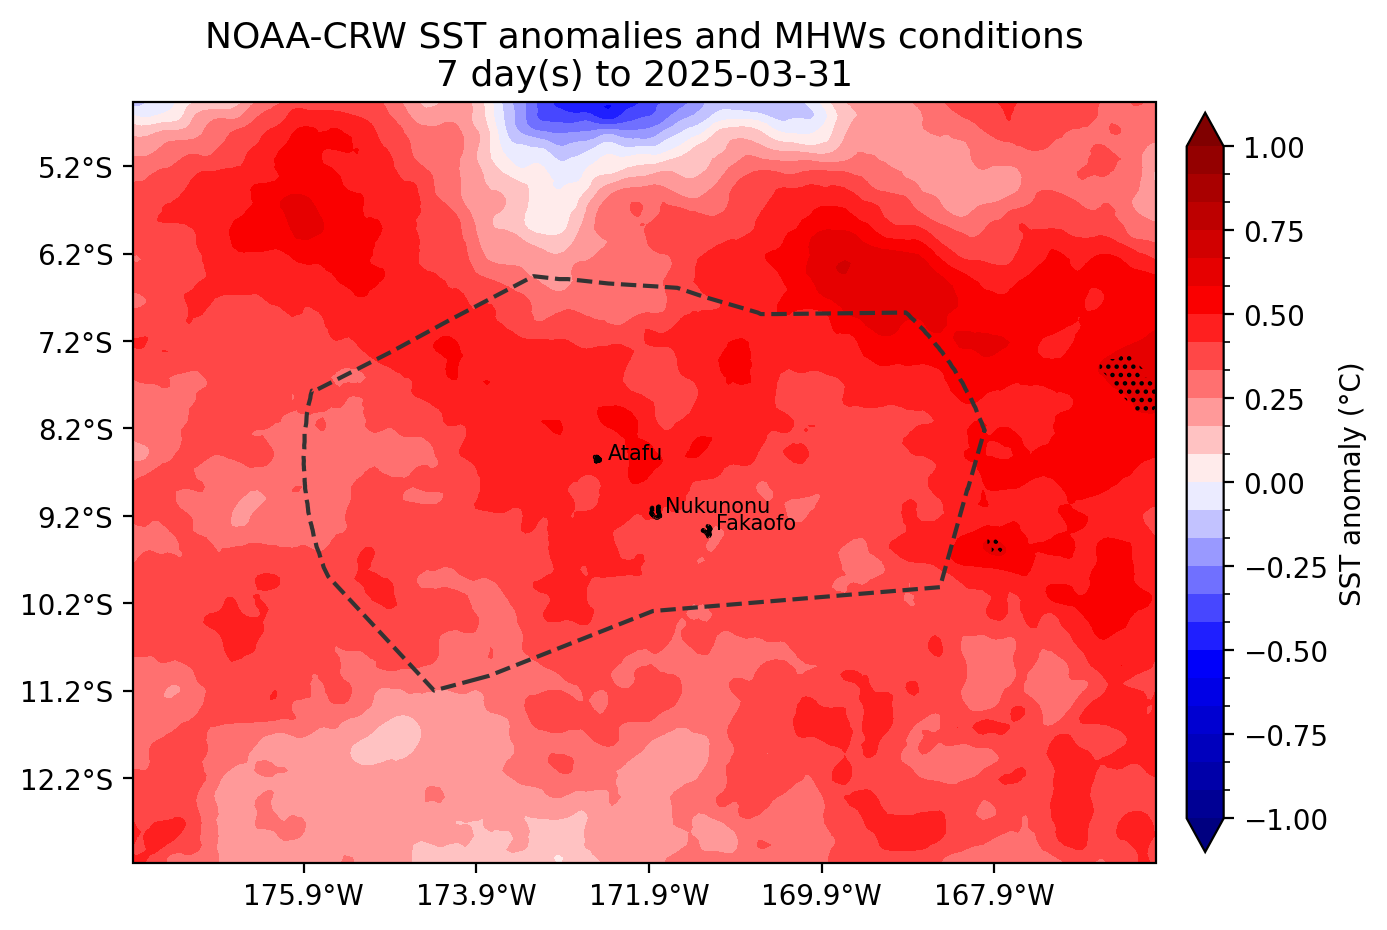 NOAA-CRW SST anomalies and MHWs conditions
7 day(s) to 2025-03-31
5.2°S
6.2°S
7.2°S
8.2°S
9.2°S
10.2°S
11.2°S
12.2°S
Atafu
Nukunonu
Fakaofo
175.9°W
173.9°W
171.9°W
169.9°W
167.9°W
1.00
0.75
0.50
0.25
0.00
−0.25
−0.50
−0.75
−1.00
SST anomaly (°C)